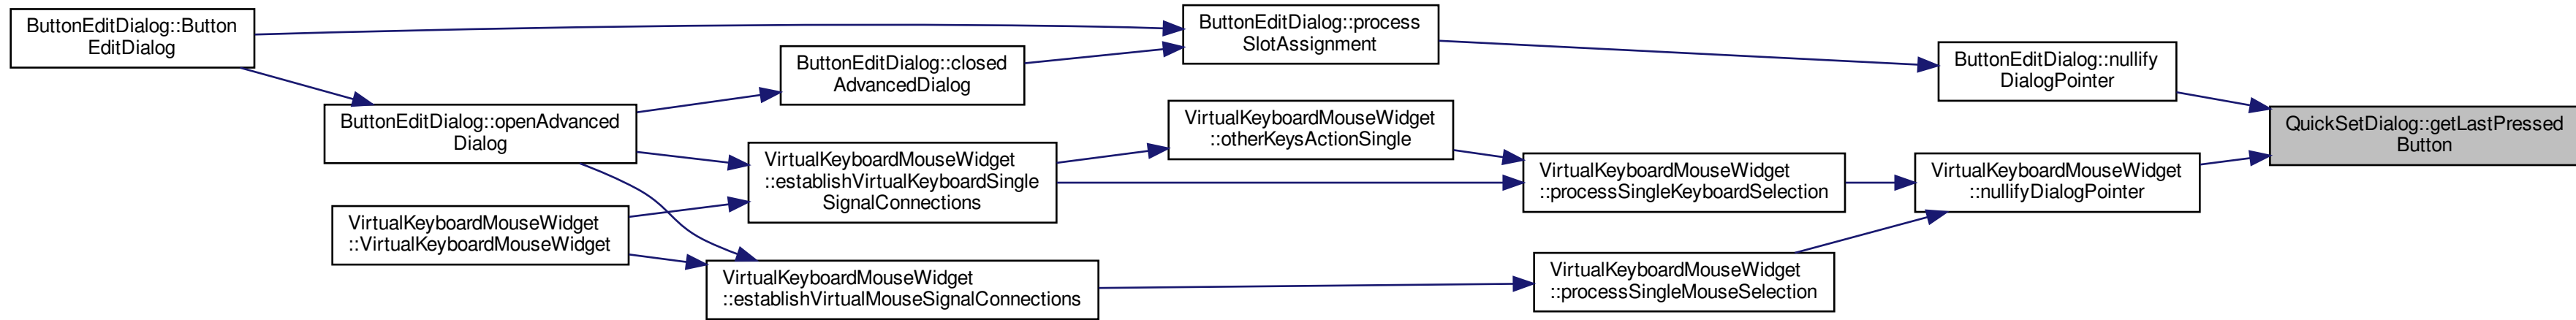 ButtonEditDialog::Button
EditDialog
ButtonEditDialog::openAdvanced
Dialog
VirtualKeyboardMouseWidget
::VirtualKeyboardMouseWidget
ButtonEditDialog::closed
AdvancedDialog
VirtualKeyboardMouseWidget
::establishVirtualKeyboardSingle
SignalConnections
VirtualKeyboardMouseWidget
::establishVirtualMouseSignalConnections
ButtonEditDialog::process
SlotAssignment
VirtualKeyboardMouseWidget
::otherKeysActionSingle
VirtualKeyboardMouseWidget
::processSingleKeyboardSelection
VirtualKeyboardMouseWidget
::processSingleMouseSelection
ButtonEditDialog::nullify
DialogPointer
VirtualKeyboardMouseWidget
::nullifyDialogPointer
QuickSetDialog::getLastPressed
Button